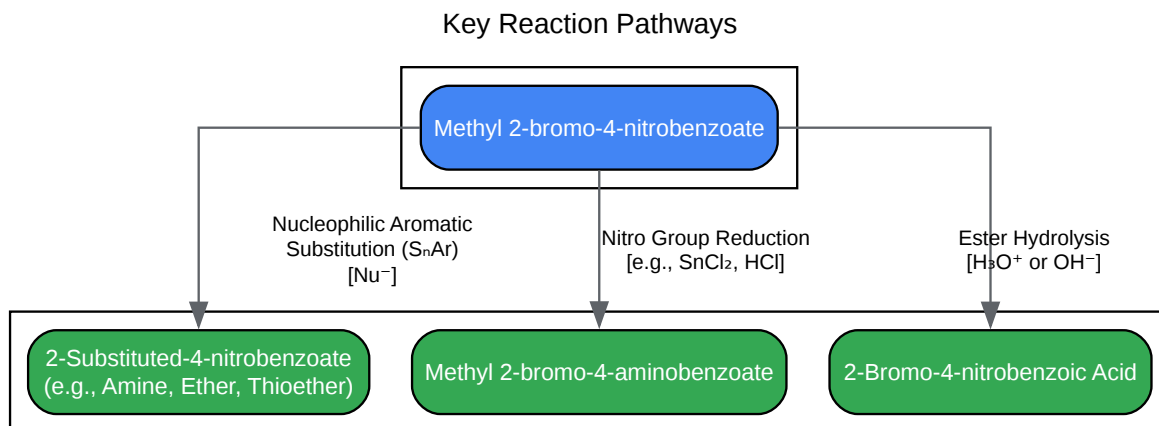 Key Reaction Pathways
Methyl 2-bromo-4-nitrobenzoate
Nucleophilic Aromatic
Substitution (SₙAr)
[Nu⁻]
Nitro Group Reduction
[e.g., SnCl₂, HCl]
Ester Hydrolysis
[H₃O⁺ or OH⁻]
2-Substituted-4-nitrobenzoate
(e.g., Amine, Ether, Thioether)
Methyl 2-bromo-4-aminobenzoate
2-Bromo-4-nitrobenzoic Acid